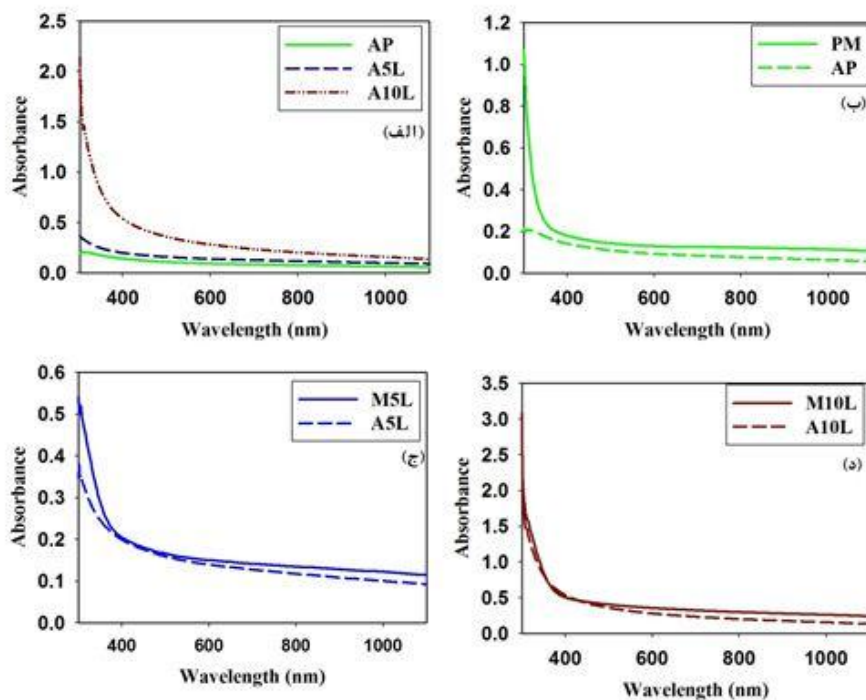 2.5
2.0
1.5
1.0
0.5
0.0
Absorbance
AP
A5L
A10L
(الف)
400 600 800 1000
Wavelength (nm)
1.2
1.0
0.8
0.6
0.4
0.2
0.0
Absorbance
PM
AP
(ب)
400 600 800 1000
Wavelength (nm)
0.6
0.5
0.4
0.3
0.2
0.1
0.0
Absorbance
M5L
A5L
(ج)
400 600 800 1000
Wavelength (nm)
3.5
3.0
2.5
2.0
1.5
1.0
0.5
0.0
Absorbance
M10L
A10L
(د)
400 600 800 1000
Wavelength (nm)